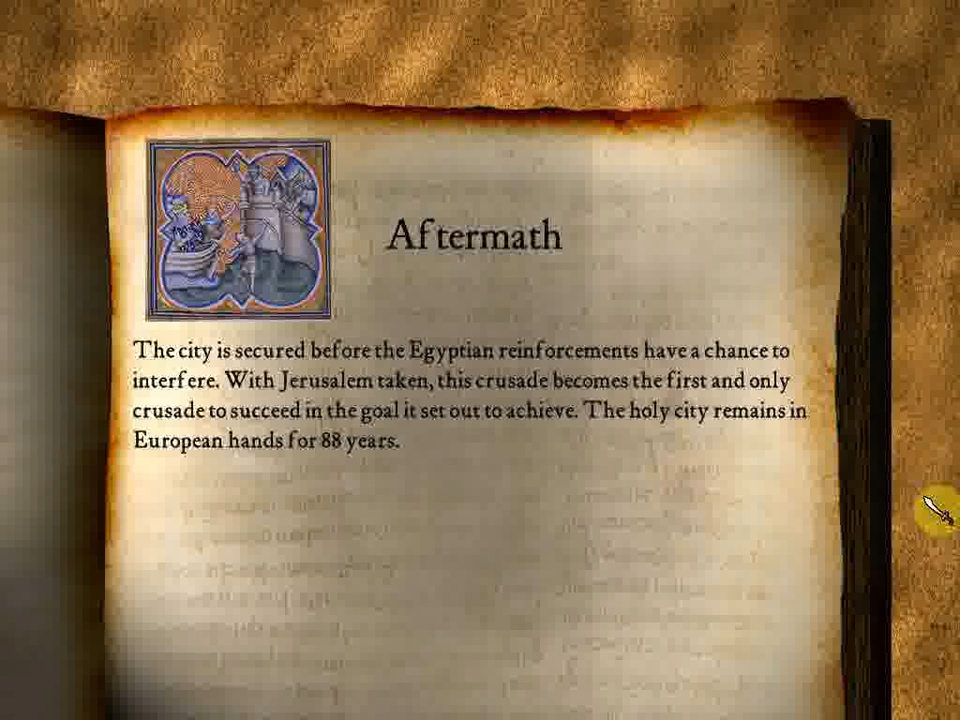 Aftermath
The city is secured before the Egyptian reinforcements have a chance to
interfere. With Jerusalem taken, this crusade becomes the first and only
crusade to succeed in the goal it set out to achieve. The holy city remains in
European hands for 88 years.